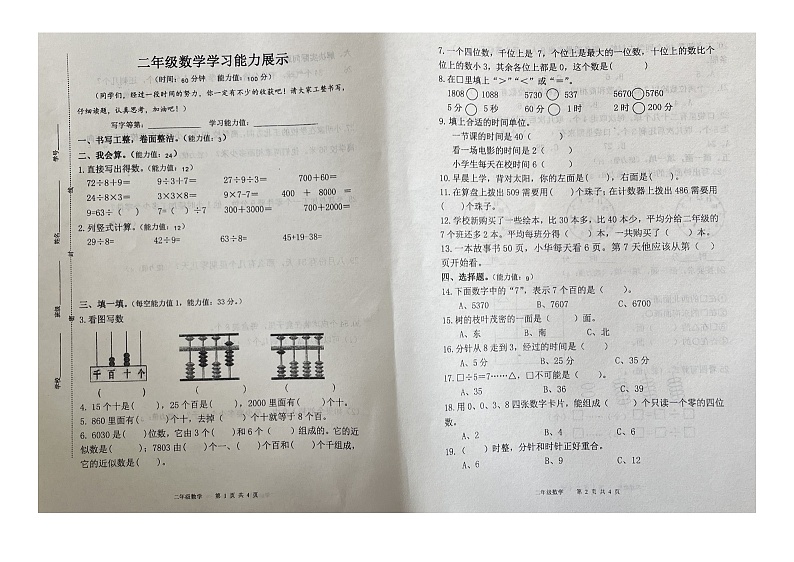 二年级数学学习能力展示
(时间：60分钟 能力值：100分)
(同学们，经过一段时间的努力，你一定有不少的收获吧！请大家工整书写，
仔细读题，认真思考，加油吧！)
写字等第： 学习能力值：
一、书写工整，卷面整洁。(能力值：3)
二、我会算。(能力值：24)
1.直接写出得数。(能力值：12)
72÷8+9= 9÷3+7= 27÷9÷3= 700+60=
24÷8×3= 3×3×8= 9×7-7= 400 + 8000 =
9=63÷( ) 7=( )÷7 300+3000= 700+2000=
2.列竖式计算。(能力值：12)
29÷8= 42÷9= 63÷8= 45+19-38=
三、填一填。(每空能力值1，能力值：33分。)
3.看图写数
千 百 十 个
( ) ( ) ( )
4. 15个十是( )，25个百是( )，2000里面有( )个十。
5. 860里面有( )个十，去掉( )个十就等于8个百。
6. 6030是( )位数，它由3个( )和6个( )组成的。它的近
似数是( )；7803由( )个一、( )个百和( )个千组成，
它的近似数是( )。
二年级数学 第1页共4页
学校 班级 姓名 学号
7.一个四位数，千位上是7，个位上是最大的一位数，十位上的数比个
位上的数小3，其余各位上都是0，这个数是( )
8.在□里填上“＞”“＜”或“＝”。
1808○1088 5730○537 5670○5760
5分○5秒 60分○1时 2时○200分
9.填上合适的时间单位。
一节课的时间是40( )
看一场电影的时间是2( )
小学生每天在校时间6( )
10.早晨上学，背对太阳，你的左面是( )，右面是( )。
11.在算盘上拨出509需要用( )个珠子；在计数器上拨出486需要用
( )个珠子。
12.学校新购买了一些绘本，比30本多，比40本少，平均分给二年级的
7个班还多2本。平均每班分得( )本，一共购买了( )本。
13.一本故事书50页，小华每天看6页。第7天他应该从第( )
页开始看。
四、选择题。(能力值：9)
14.下面数字中的“7”，表示7个百的是( )。
A、5370 B、7607 C、6700
15.树的枝叶茂密的一面是( )面。
A、东 B、南 C、北
16.分针从8走到3，经过的时间是( )
A、5分 B、25分 C、35分
17.□÷5=7……△，□不可能是( )。
A、35 B、36 C、39
18.用0、0、3、8四张数字卡片，能组成( )个只读一个零的四位
数。
A、2 B、4 C、6
19.( )时整，分针和时针正好重合。
A、6 B、9 C、12
二年级数学 第2页共4页